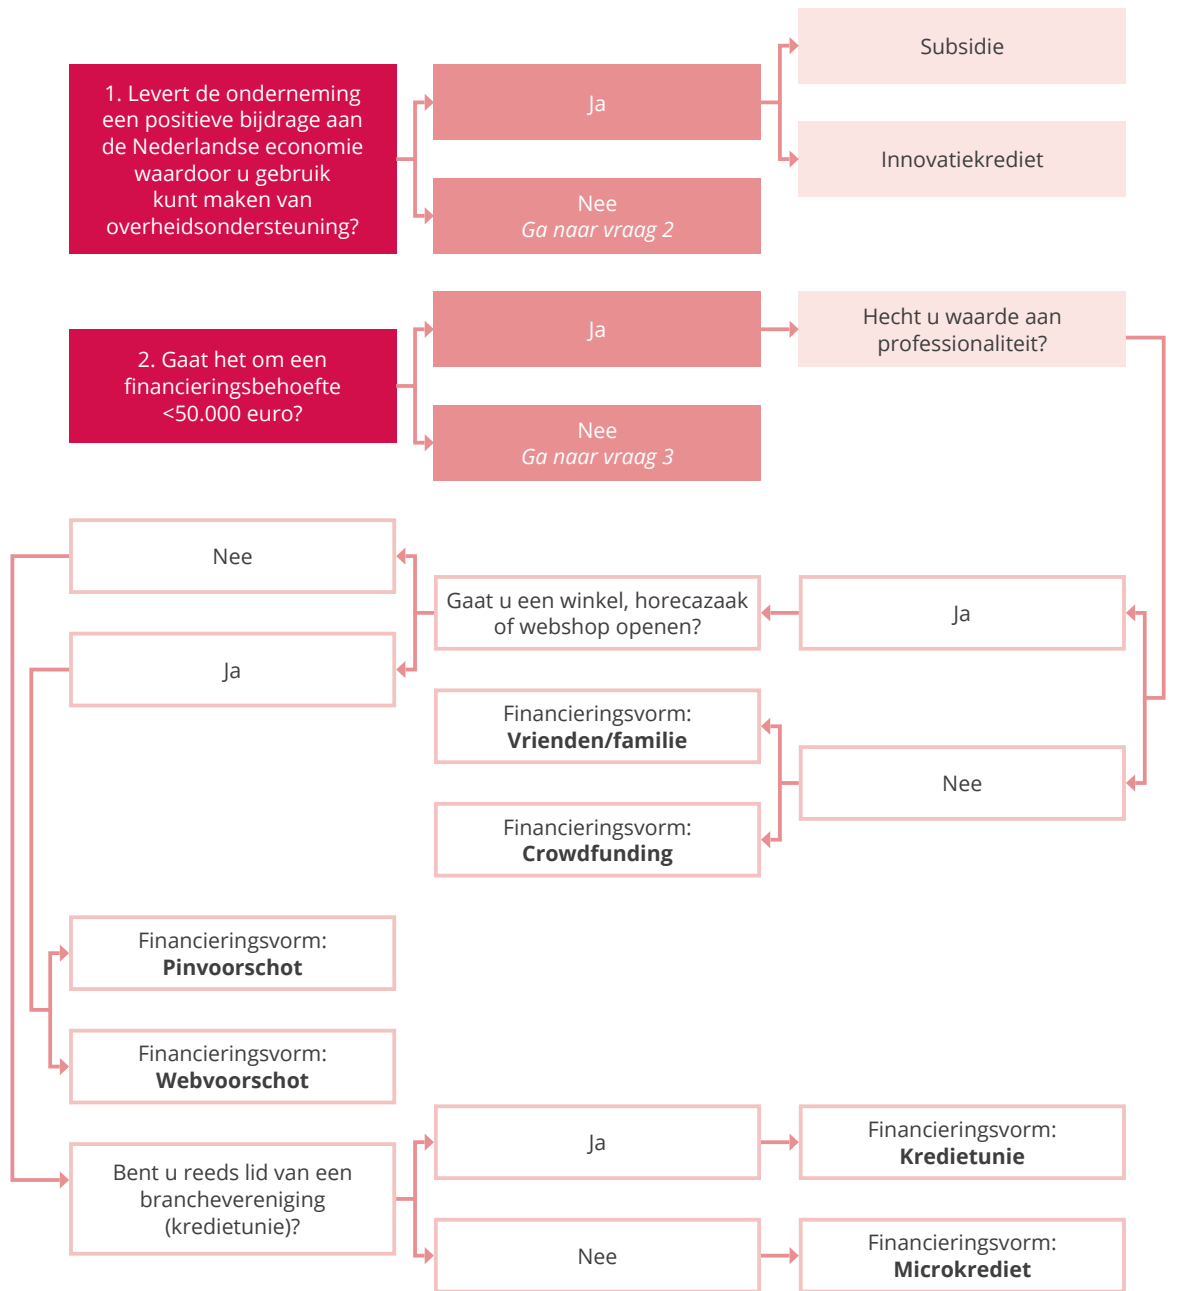 1. Levert de onderneming
een positieve bijdrage aan
de Nederlandse economie
waardoor u gebruik
kunt maken van
overheidsondersteuning?
Ja
Nee
Ga naar vraag 2
Subsidie
Innovatiekrediet
2. Gaat het om een
financieringsbehoefte
<50.000 euro?
Ja
Nee
Ga naar vraag 3
Hecht u waarde aan
professionaliteit?
Ja
Nee
Gaat u een winkel, horecazaak
of webshop openen?
Nee
Ja
Financieringsvorm:
Vrienden/familie
Financieringsvorm:
Crowdfunding
Financieringsvorm:
Pinvoorschot
Financieringsvorm:
Webvoorschot
Bent u reeds lid van een
branchevereniging
(kredietunie)?
Ja
Nee
Financieringsvorm:
Kredietunie
Financieringsvorm:
Microkrediet